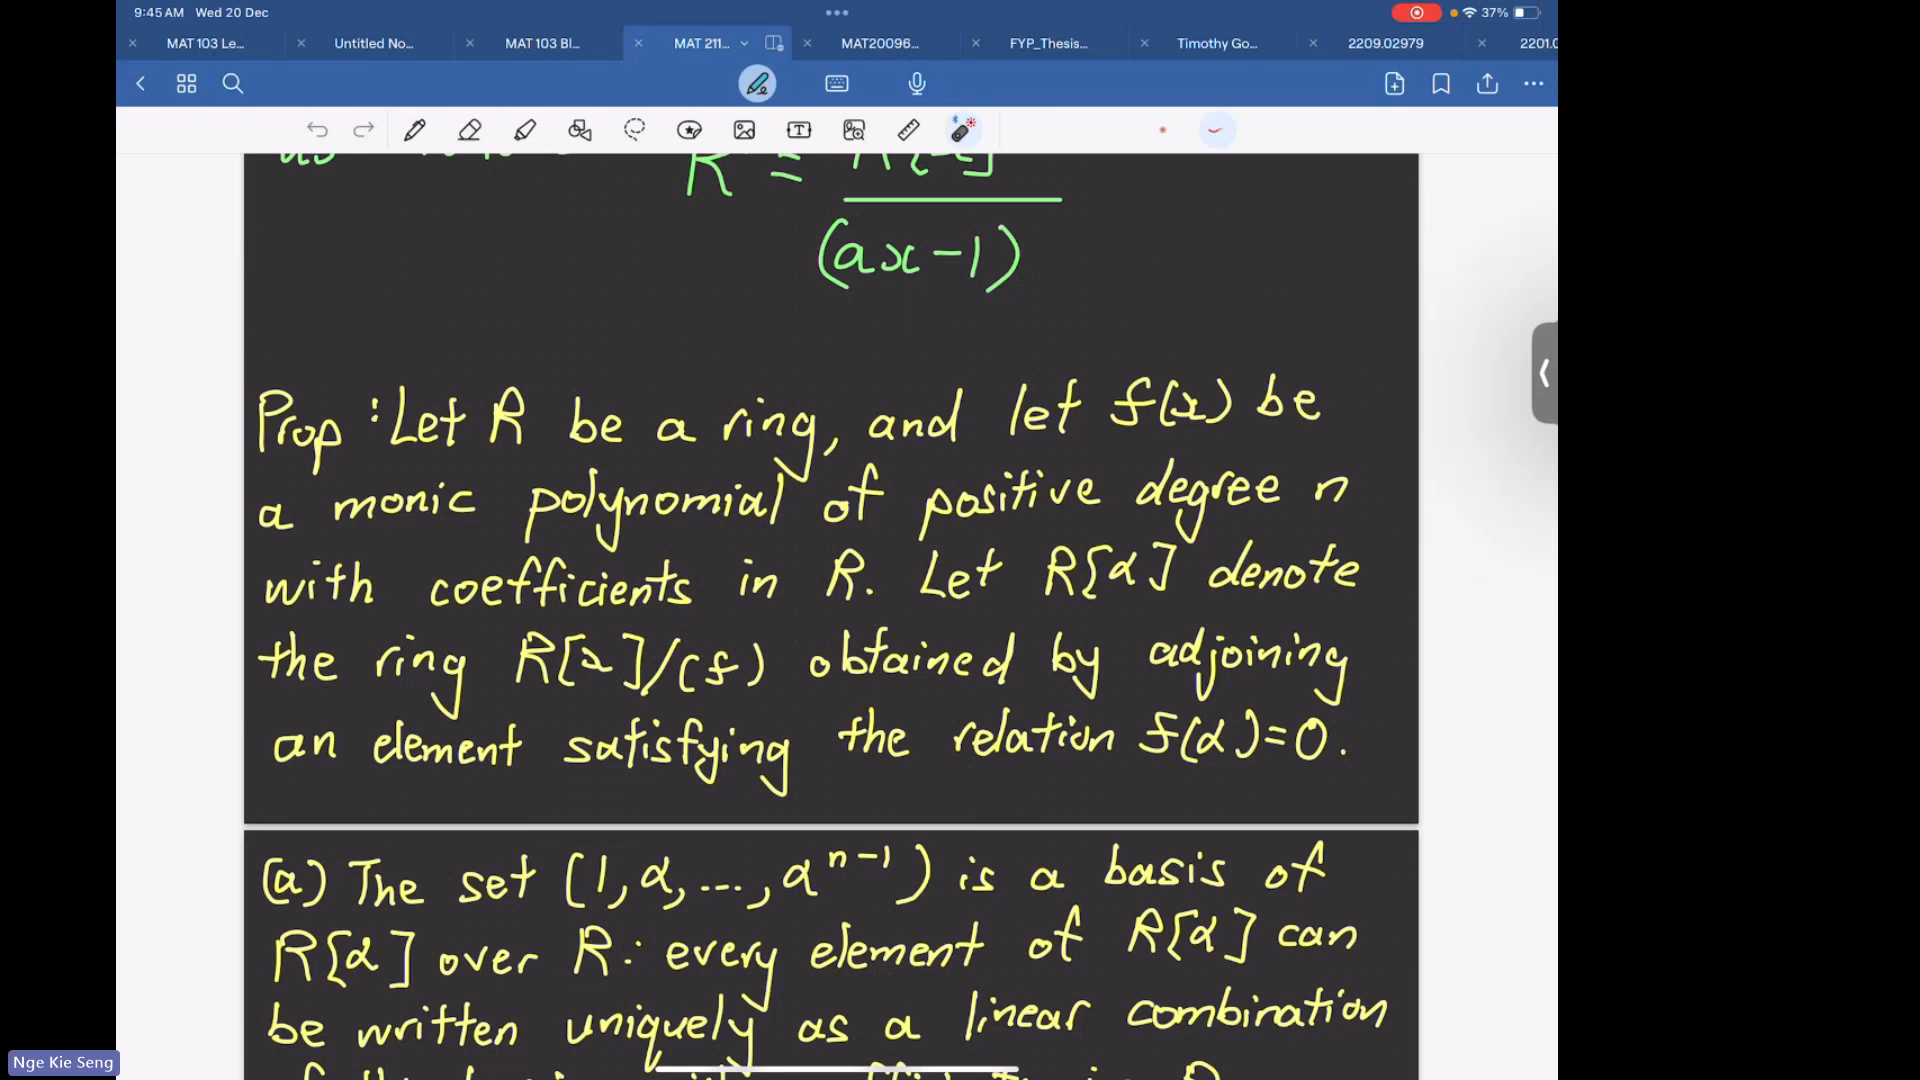 9:45 AM Wed 20 Dec
37%
MAT 103 Le...
Untitled No...
MAT 103 Bl...
MAT 211...
MAT20096...
FYP_Thesis...
Timothy Go...
2209.02979
2201.0
(ax-1)
Prop : Let R be a ring, and let f(x) be
a monic polynomial of positive degree n
with coefficients in R. Let R[α] denote
the ring R[x]/(f) obtained by adjoining
an element satisfying the relation f(α)=0.
(a) The set (1, α, ..., α^{n-1}) is a basis of
R[α] over R: every element of R[α] can
be written uniquely as a linear combination
Nge Kie Seng